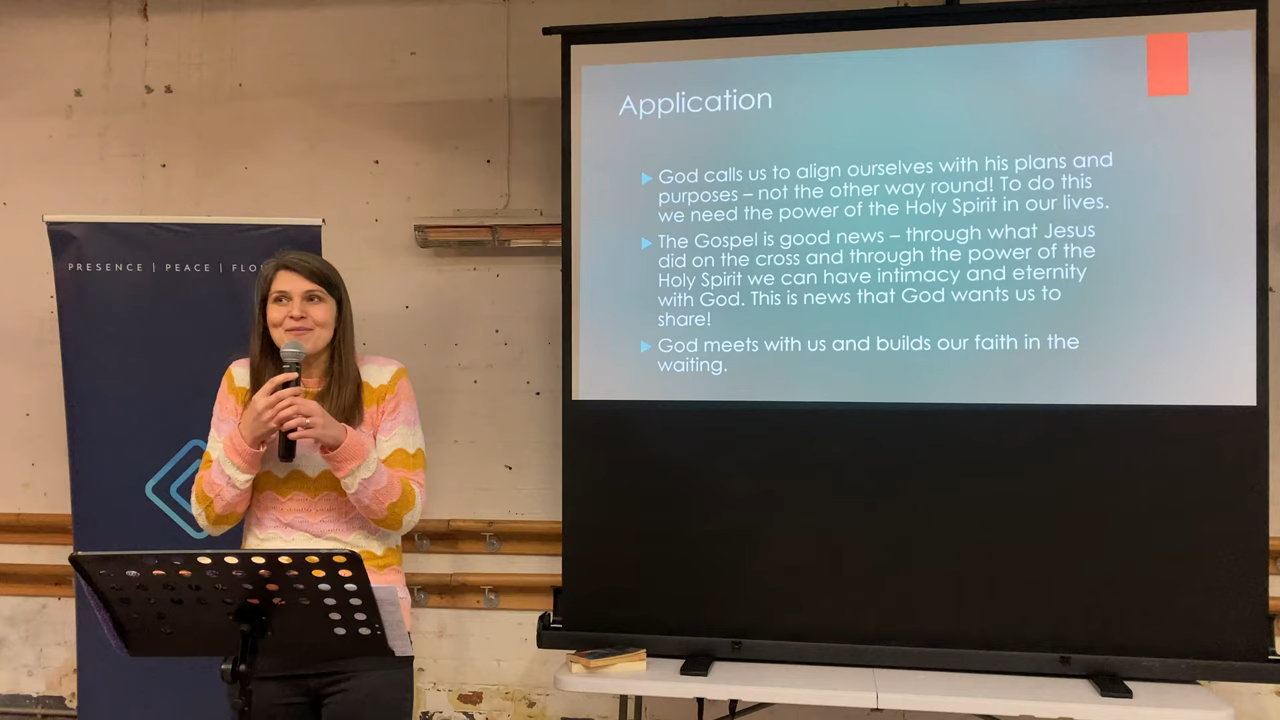 PRESENCE | PEACE |
Application
God calls us to align ourselves with his plans and
purposes – not the other way round! To do this
we need the power of the Holy Spirit in our lives.
The Gospel is good news – through what Jesus
did on the cross and through the power of the
Holy Spirit we can have intimacy and eternity
with God. This is news that God wants us to
share!
God meets with us and builds our faith in the
waiting.